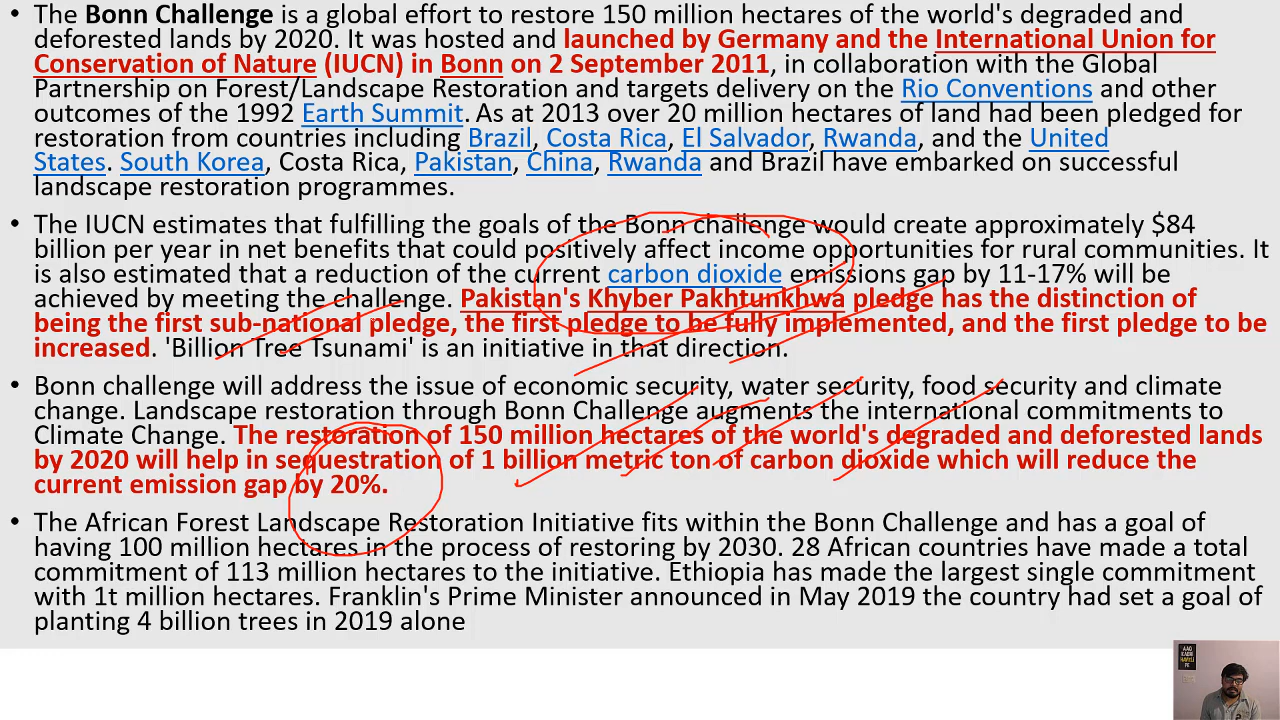 • The Bonn Challenge is a global effort to restore 150 million hectares of the world's degraded and
deforested lands by 2020. It was hosted and launched by Germany and the International Union for
Conservation of Nature (IUCN) in Bonn on 2 September 2011, in collaboration with the Global
Partnership on Forest/Landscape Restoration and targets delivery on the Rio Conventions and other
outcomes of the 1992 Earth Summit. As at 2013 over 20 million hectares of land had been pledged for
restoration from countries including Brazil, Costa Rica, El Salvador, Rwanda, and the United
States. South Korea, Costa Rica, Pakistan, China, Rwanda and Brazil have embarked on successful
landscape restoration programmes.
• The IUCN estimates that fulfilling the goals of the Bonn challenge would create approximately $84
billion per year in net benefits that could positively affect income opportunities for rural communities. It
is also estimated that a reduction of the current carbon dioxide emissions gap by 11-17% will be
achieved by meeting the challenge. Pakistan's Khyber Pakhtunkhwa pledge has the distinction of
being the first sub-national pledge, the first pledge to be fully implemented, and the first pledge to be
increased. 'Billion Tree Tsunami' is an initiative in that direction.
• Bonn challenge will address the issue of economic security, water security, food security and climate
change. Landscape restoration through Bonn Challenge augments the international commitments to
Climate Change. The restoration of 150 million hectares of the world's degraded and deforested lands
by 2020 will help in sequestration of 1 billion metric ton of carbon dioxide which will reduce the
current emission gap by 20%.
• The African Forest Landscape Restoration Initiative fits within the Bonn Challenge and has a goal of
having 100 million hectares in the process of restoring by 2030. 28 African countries have made a total
commitment of 113 million hectares to the initiative. Ethiopia has made the largest single commitment
with 1t million hectares. Franklin's Prime Minister announced in May 2019 the country had set a goal of
planting 4 billion trees in 2019 alone